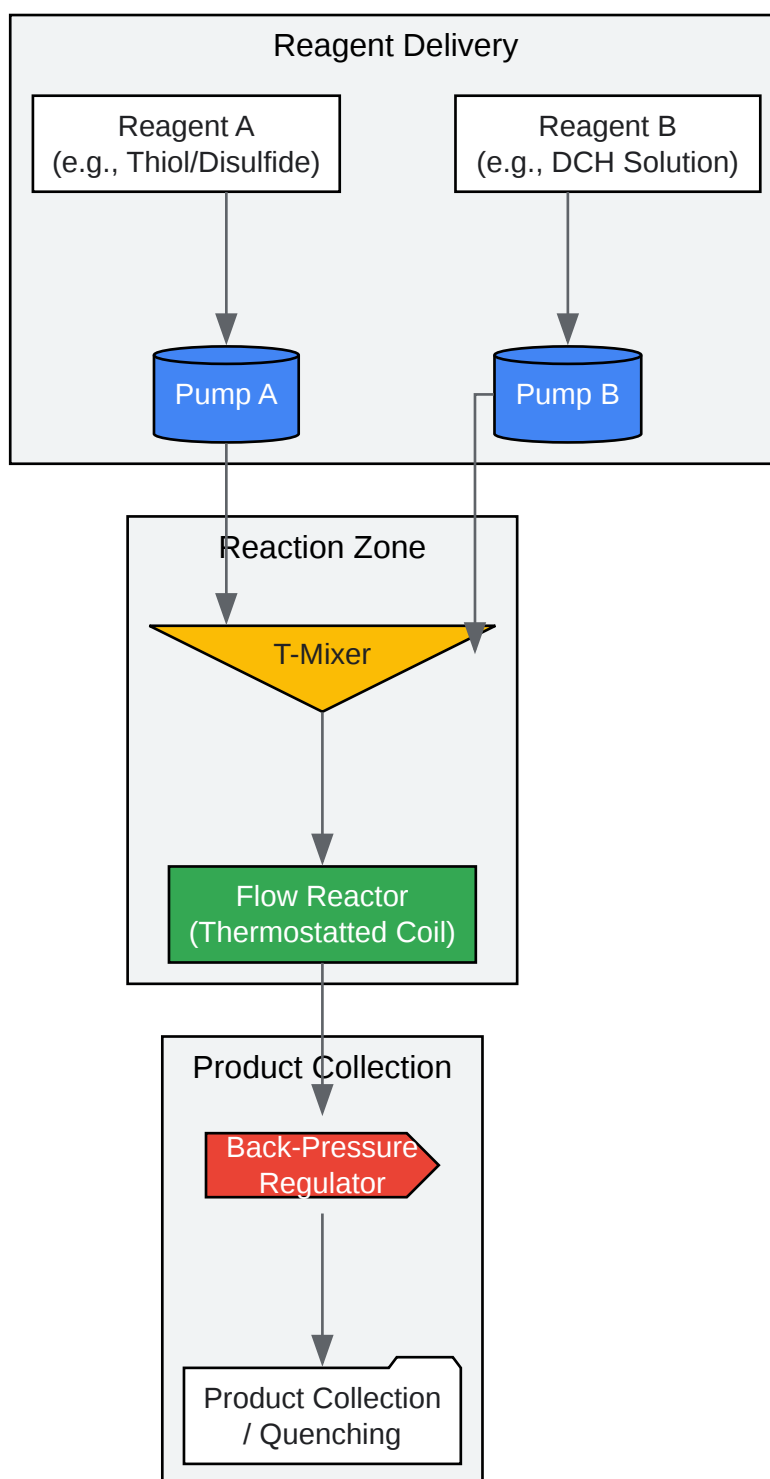 Reagent Delivery
Reagent A
(e.g., Thiol/Disulfide)
Reagent B
(e.g., DCH Solution)
Pump A
Pump B
Reaction Zone
T-Mixer
Flow Reactor
(Thermostatted Coil)
Product Collection
Back-Pressure
Regulator
Product Collection
/ Quenching